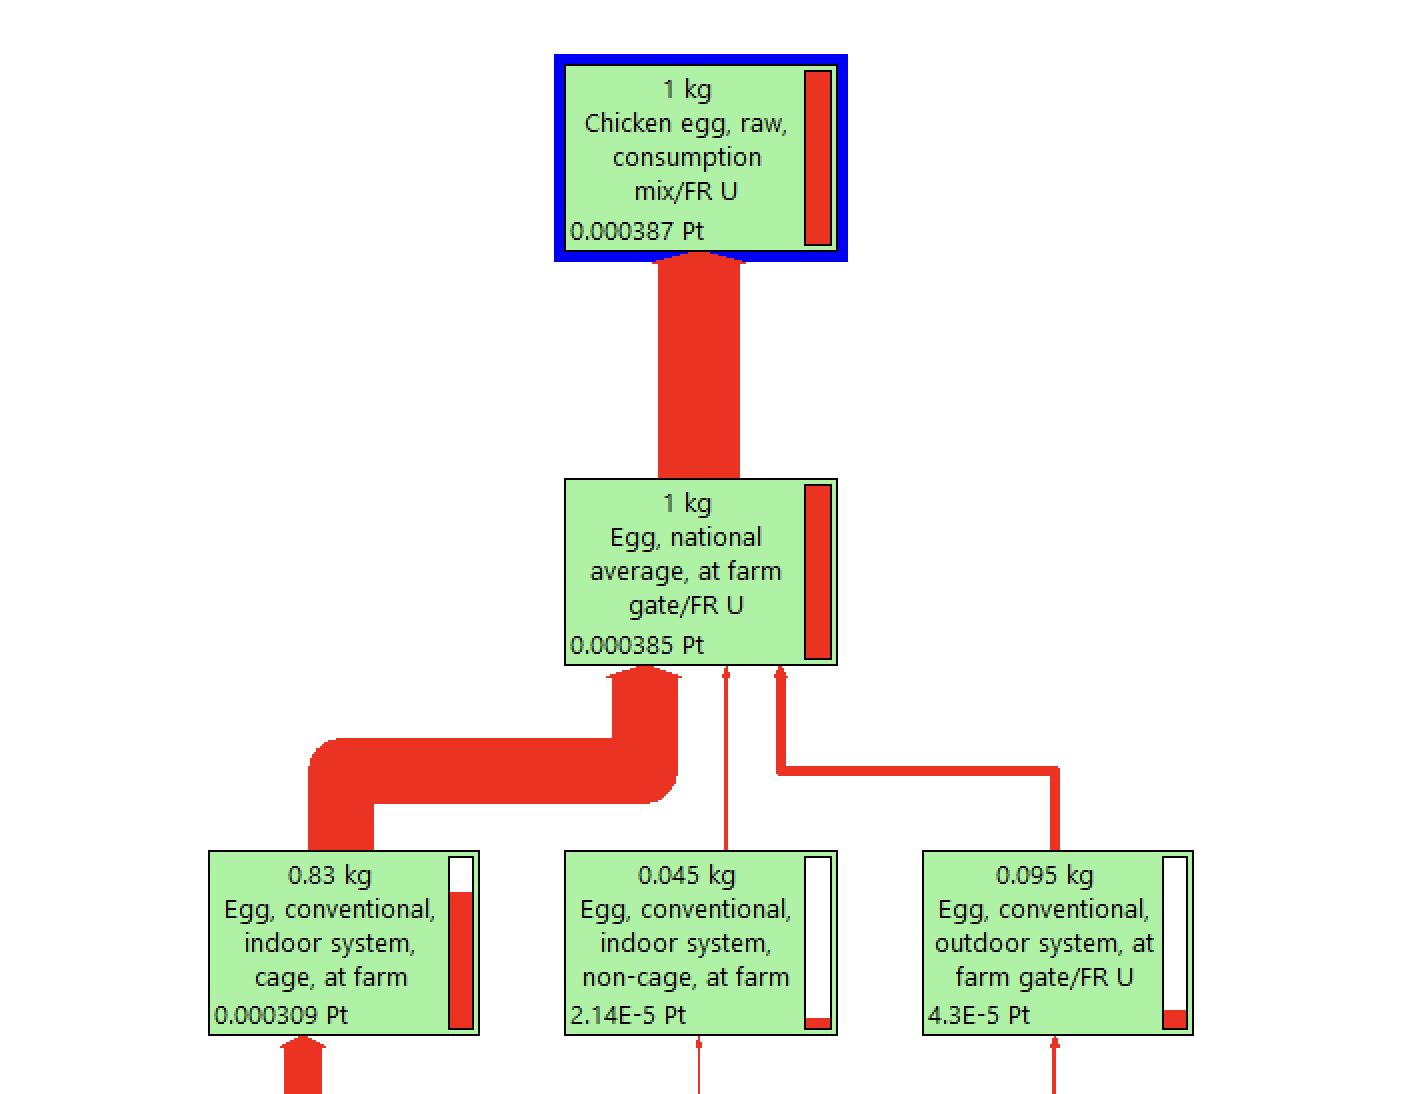 1 kg
Chicken egg, raw,
consumption
mix/FR U
0.000387 Pt
1 kg
Egg, national
average, at farm
gate/FR U
0.000385 Pt
0.83 kg
Egg, conventional,
indoor system,
cage, at farm
0.000309 Pt
0.045 kg
Egg, conventional,
indoor system,
non-cage, at farm
2.14E-5 Pt
0.095 kg
Egg, conventional,
outdoor system, at
farm gate/FR U
4.3E-5 Pt